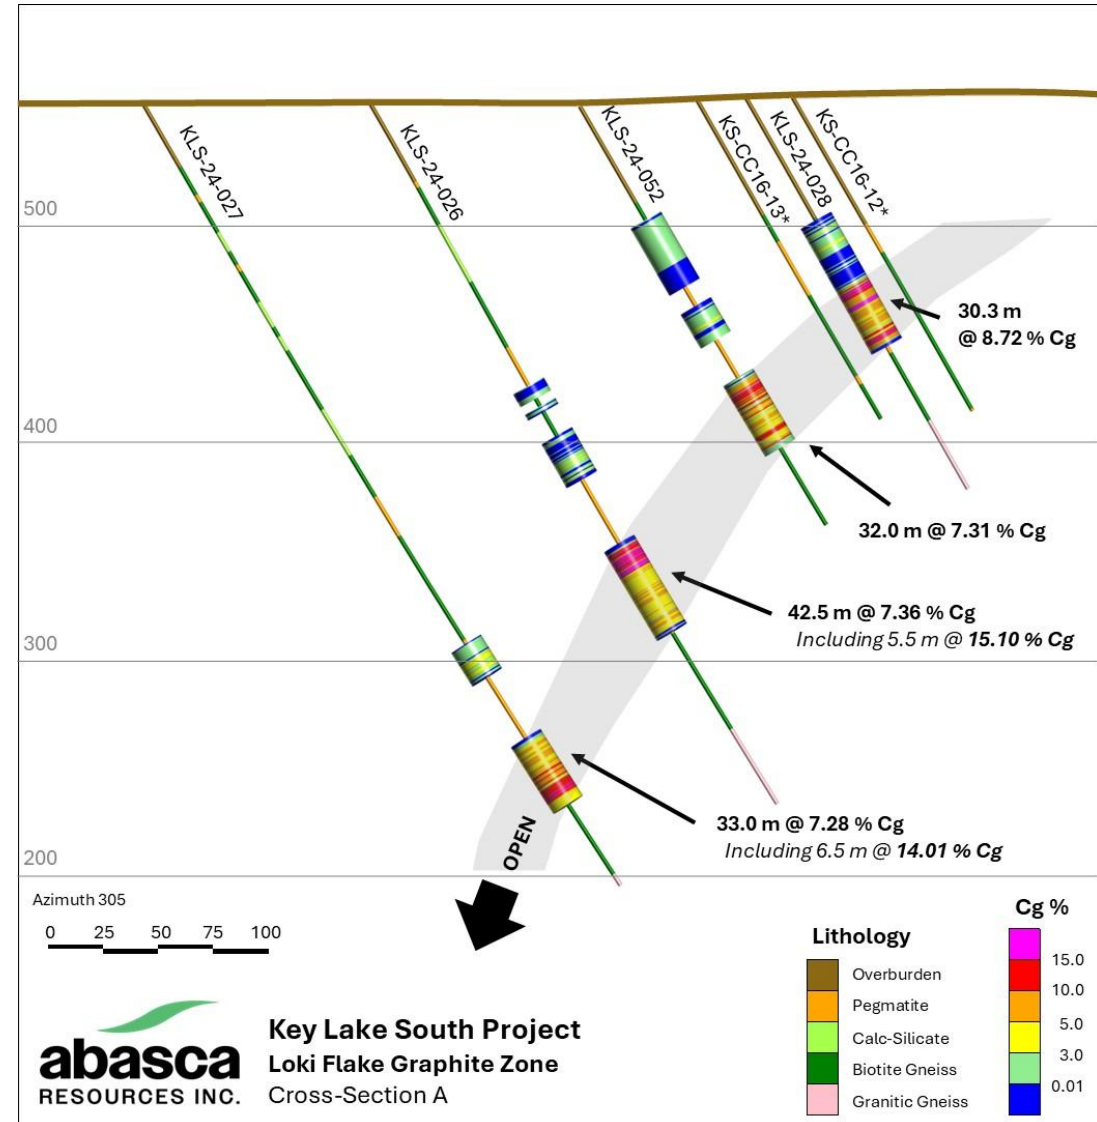 KLS-24-027
KLS-24-026
KLS-24-052
KS-CC16-13*
KLS-24-028
KS-CC16-12*
500
30.3 m
@ 8.72 % Cg
400
32.0 m @ 7.31 % Cg
42.5 m @ 7.36 % Cg
Including 5.5 m @ 15.10 % Cg
300
33.0 m @ 7.28 % Cg
Including 6.5 m @ 14.01 % Cg
OPEN
200
Azimuth 305
0 25 50 75 100
Lithology
Overburden
Pegmatite
Calc-Silicate
Biotite Gneiss
Granitic Gneiss
Cg %
15.0
10.0
5.0
3.0
0.01
abasca
RESOURCES INC.
Key Lake South Project
Loki Flake Graphite Zone
Cross-Section A